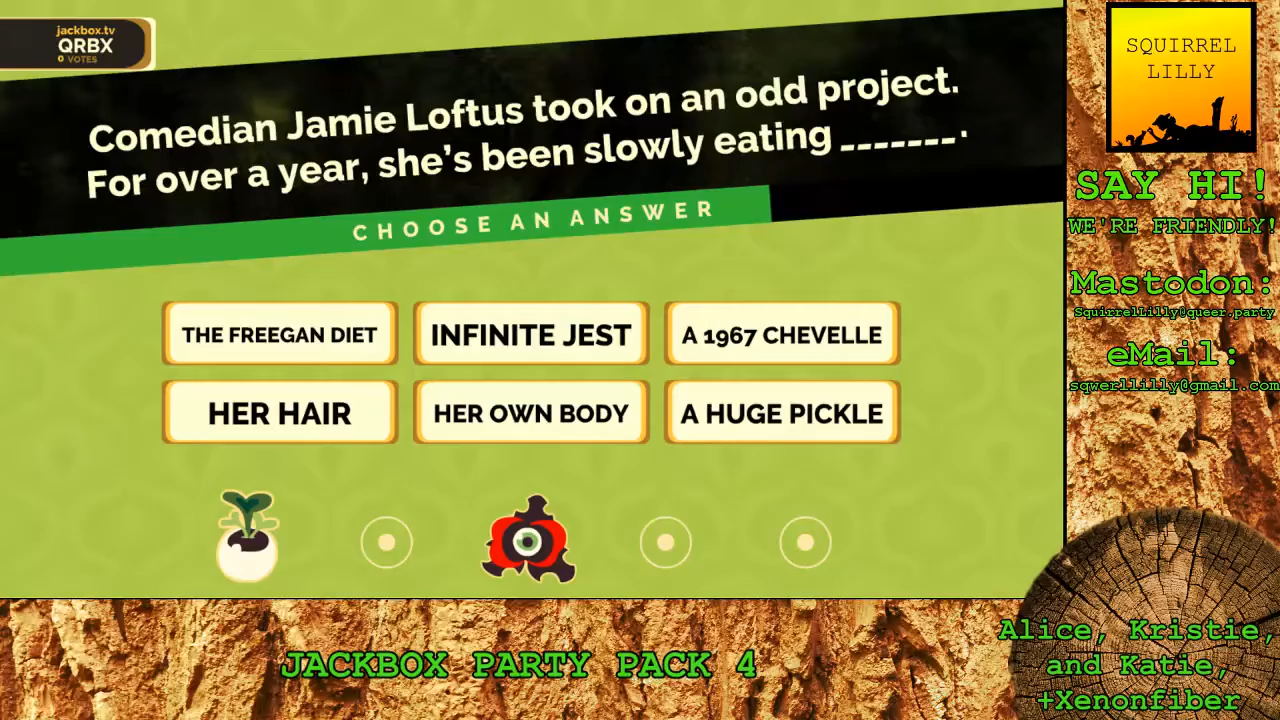 jackbox.tv
QRBX
0 VOTES
Comedian Jamie Loftus took on an odd project.
For over a year, she's been slowly eating _______.
CHOOSE AN ANSWER
THE FREEGAN DIET
INFINITE JEST
A 1967 CHEVELLE
HER HAIR
HER OWN BODY
A HUGE PICKLE
SQUIRREL
LILLY
SAY HI!
WE'RE FRIENDLY!
Mastodon:
SquirrelLilly@queer.party
eMail:
sqwerllilly@gmail.com
JACKBOX PARTY PACK 4
Alice, Kristie,
and Katie,
+Xenonfiber